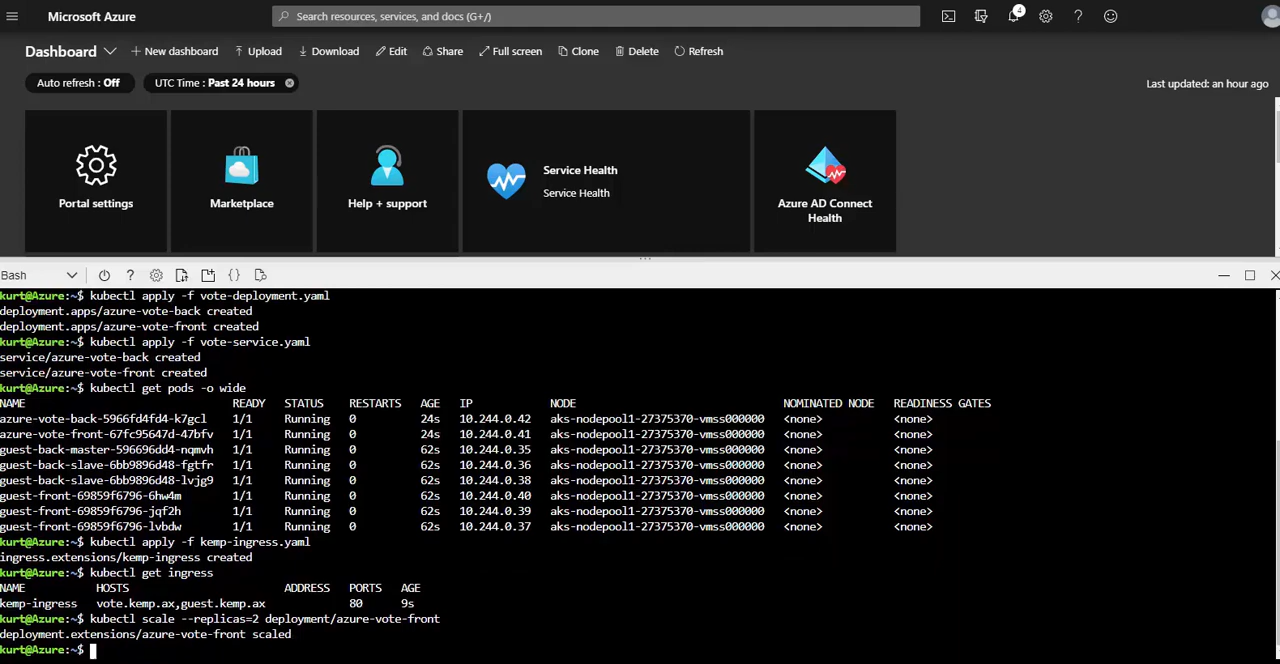 Microsoft Azure
Search resources, services, and docs (G+/)
4
Dashboard
New dashboard
Upload
Download
Edit
Share
Full screen
Clone
Delete
Refresh
Auto refresh : Off
UTC Time : Past 24 hours
Last updated: an hour ago
Portal settings
Marketplace
Help + support
Service Health
Service Health
Azure AD Connect
Health
Bash
kurt@Azure:~$ kubectl apply -f vote-deployment.yaml
deployment.apps/azure-vote-back created
deployment.apps/azure-vote-front created
kurt@Azure:~$ kubectl apply -f vote-service.yaml
service/azure-vote-back created
service/azure-vote-front created
kurt@Azure:~$ kubectl get pods -o wide
NAME READY STATUS RESTARTS AGE IP NODE NOMINATED NODE READINESS GATES
azure-vote-back-5966fd4fd4-k7gcl 1/1 Running 0 24s 10.244.0.42 aks-nodepool1-27375370-vmss000000 <none> <none>
azure-vote-front-67fc95647d-47bfv 1/1 Running 0 24s 10.244.0.41 aks-nodepool1-27375370-vmss000000 <none> <none>
guest-back-master-596696dd4-nqmvh 1/1 Running 0 62s 10.244.0.35 aks-nodepool1-27375370-vmss000000 <none> <none>
guest-back-slave-6bb9896d48-fgtfr 1/1 Running 0 62s 10.244.0.36 aks-nodepool1-27375370-vmss000000 <none> <none>
guest-back-slave-6bb9896d48-lvjg9 1/1 Running 0 62s 10.244.0.38 aks-nodepool1-27375370-vmss000000 <none> <none>
guest-front-69859f6796-6hw4m 1/1 Running 0 62s 10.244.0.40 aks-nodepool1-27375370-vmss000000 <none> <none>
guest-front-69859f6796-jqf2h 1/1 Running 0 62s 10.244.0.39 aks-nodepool1-27375370-vmss000000 <none> <none>
guest-front-69859f6796-lvbdw 1/1 Running 0 62s 10.244.0.37 aks-nodepool1-27375370-vmss000000 <none> <none>
kurt@Azure:~$ kubectl apply -f kemp-ingress.yaml
ingress.extensions/kemp-ingress created
kurt@Azure:~$ kubectl get ingress
NAME HOSTS ADDRESS PORTS AGE
kemp-ingress vote.kemp.ax,guest.kemp.ax 80 9s
kurt@Azure:~$ kubectl scale --replicas=2 deployment/azure-vote-front
deployment.extensions/azure-vote-front scaled
kurt@Azure:~$